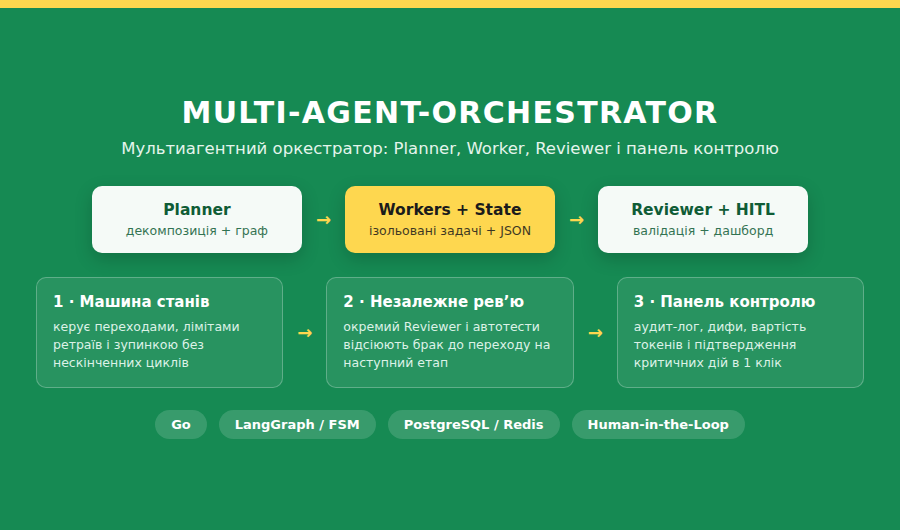 MULTI-AGENT-ORCHESTRATOR
Мультиагентний оркестратор: Planner, Worker, Reviewer і панель контролю
Planner
декомпозиція + граф
→
Workers + State
ізольовані задачі + JSON
→
Reviewer + HITL
валідація + дашборд
1 · Машина станів
керує переходами, лімітами
ретраїв і зупинкою без
нескінченних циклів
→
2 · Незалежне рев’ю
окремий Reviewer і автотести
відсіюють брак до переходу на
наступний етап
→
3 · Панель контролю
аудит-лог, дифи, вартість
токенів і підтвердження
критичних дій в 1 клік
Go
LangGraph / FSM
PostgreSQL / Redis
Human-in-the-Loop